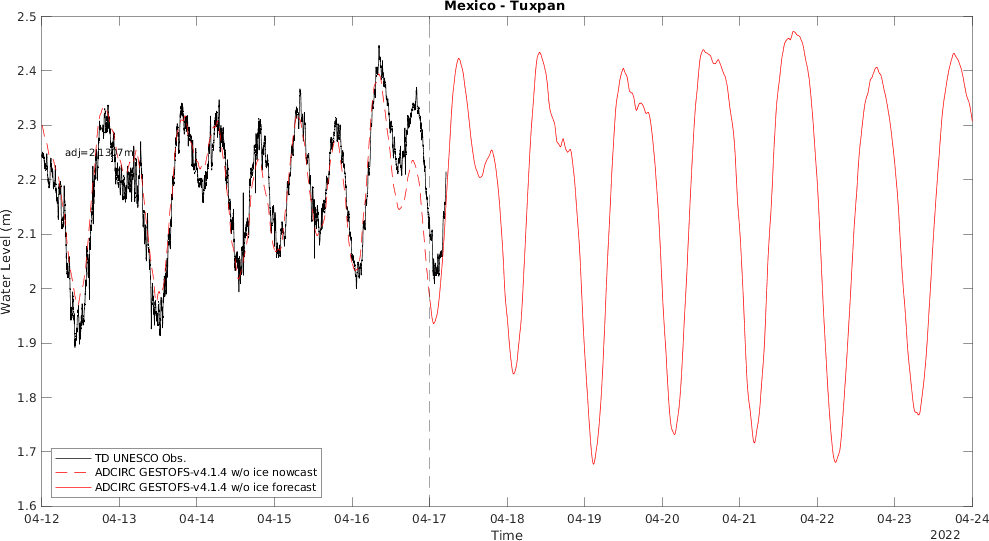 Mexico - Tuxpan
2.5
2.4
2.3
2.2
2.1
2
1.9
1.8
1.7
1.6
Water Level (m)
TD UNESCO Obs.
ADCIRC GESTOFS-v4.1.4 w/o ice nowcast
ADCIRC GESTOFS-v4.1.4 w/o ice forecast
04-12 04-13 04-14 04-15 04-16 04-17 04-18 04-19 04-20 04-21 04-22 04-23 04-24
Time
2022